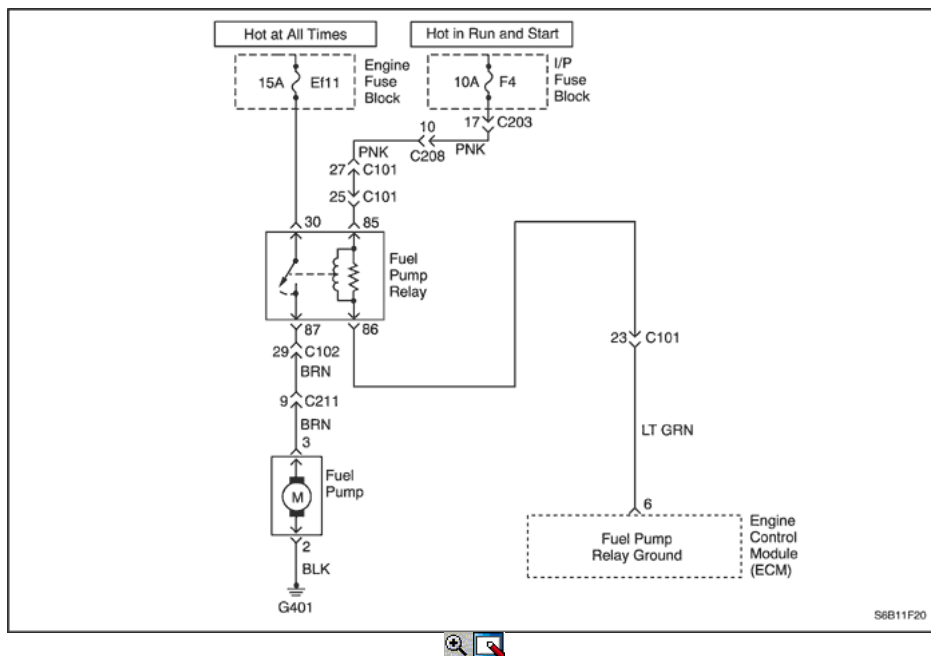 Hot at All Times
Hot in Run and Start
15A Ef11
Engine
Fuse
Block
10A F4
I/P
Fuse
Block
17 C203
10
C208
PNK
PNK
27 C101
25 C101
30
85
Fuel
Pump
Relay
87
86
29 C102
BRN
9 C211
BRN
3
M
Fuel
Pump
2
BLK
G401
23 C101
LT GRN
6
Fuel Pump
Relay Ground
Engine
Control
Module
(ECM)
S6B11F20